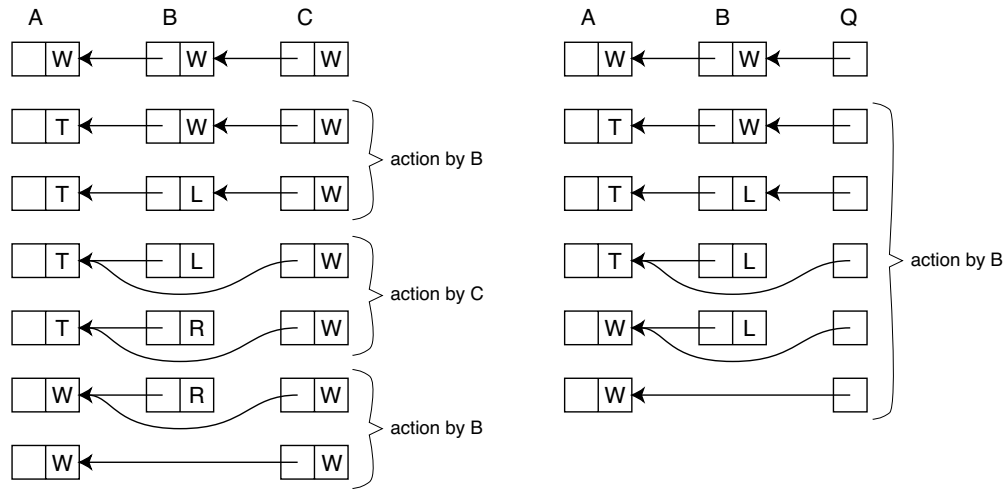 A B C
W W W
T W W
T L W
action by B
T L W
T R W
action by C
W R W
W W
action by B
A B Q
W W
T W
T L
T L
W L
W
action by B